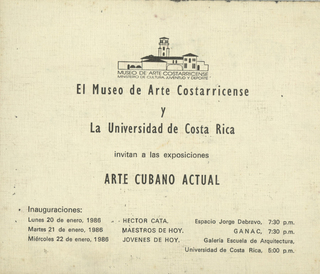 MUSEO DE ARTE COSTARRICENSE
MINISTERIO DE CULTURA, JUVENTUD Y DEPORTE
El Museo de Arte Costarricense
y
La Universidad de Costa Rica
invitan a las exposiciones
ARTE CUBANO ACTUAL
Inauguraciones:
Lunes 20 de enero, 1986 - HECTOR CATA. Espacio Jorge Debravo, 7:30 p.m.
Martes 21 de enero, 1986 MAESTROS DE HOY. GANAC, 7:30 p.m.
Miércoles 22 de enero, 1986 JOVENES DE HOY. Galería Escuela de Arquitectura,
Universidad de Costa Rica, 5:00 p.m.